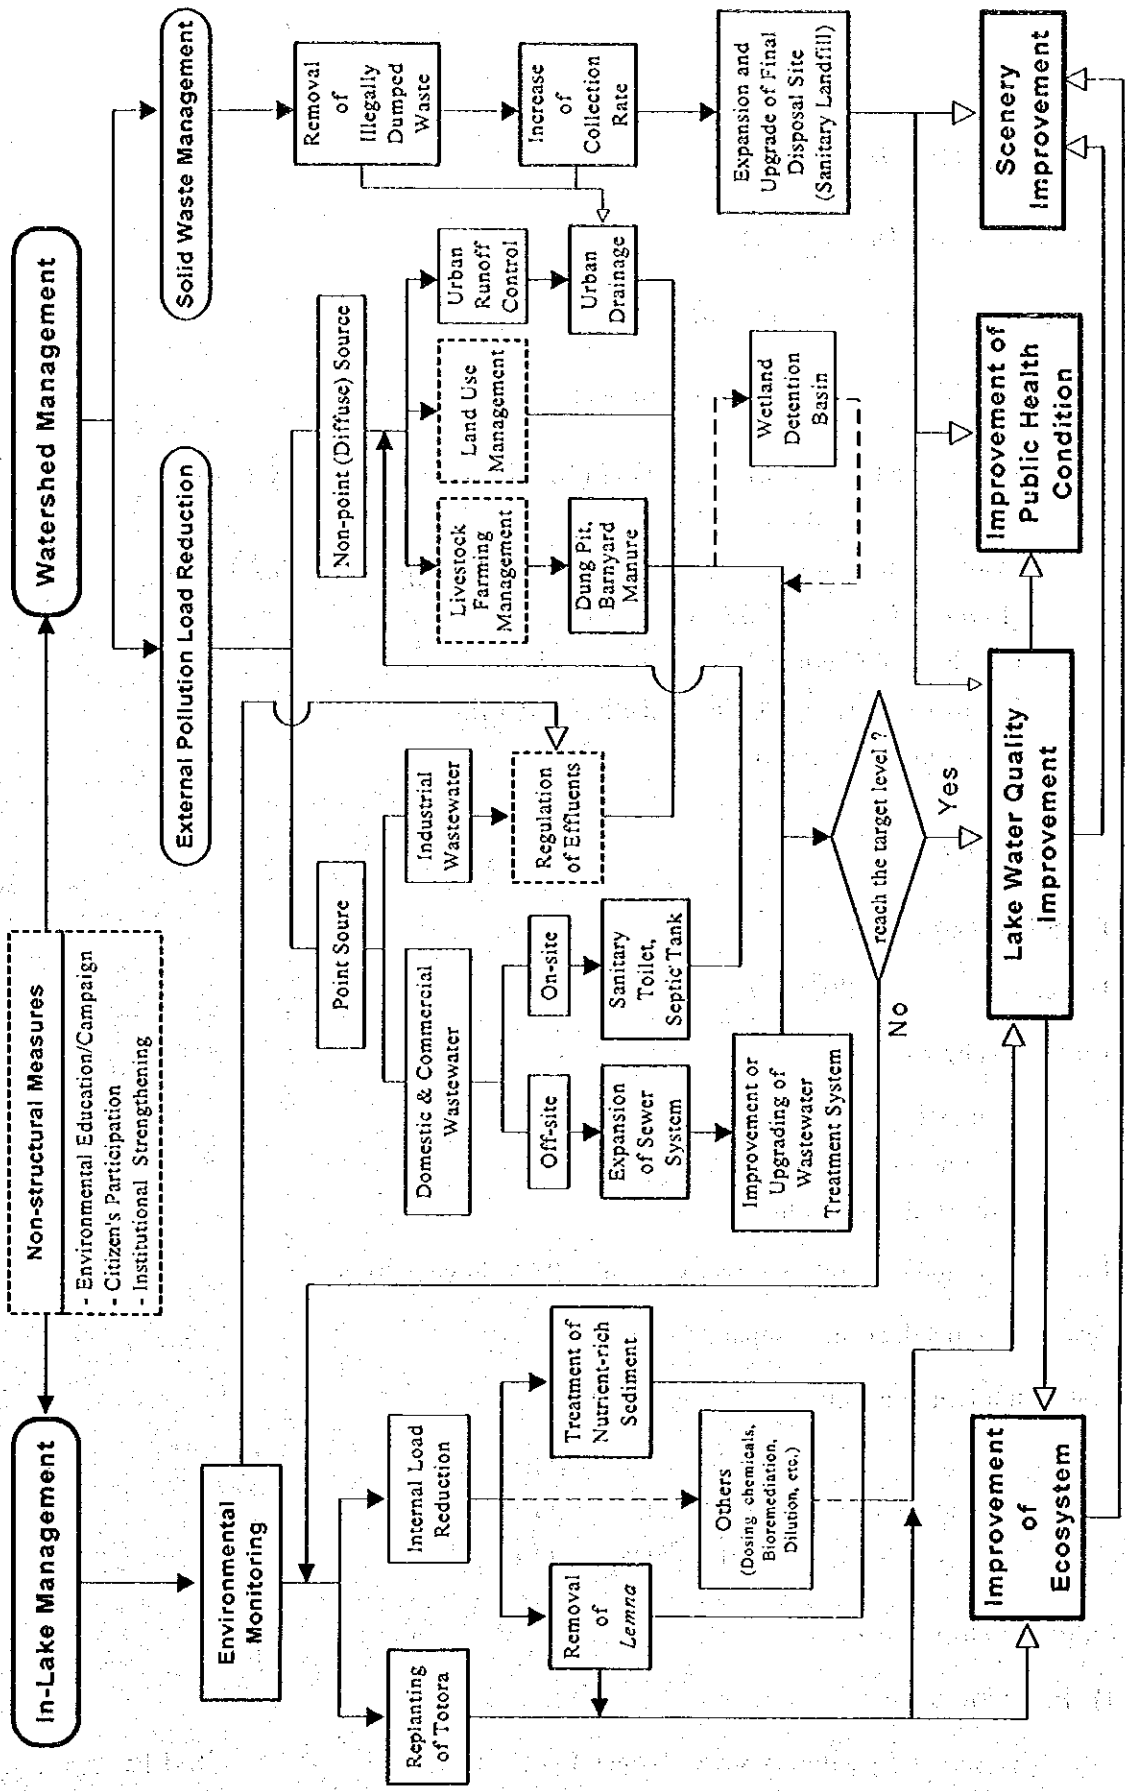 Non-structural Measures
- Environmental Education/Campaign
- Citizen's Participation
- Institutional Strengthening
In-Lake Management
Watershed Management
Environmental
Monitoring
External Pollution Load Reduction
Solid Waste Management
Replanting
of Totora
Internal Load
Reduction
Removal
of
Lemna
Treatment of
Nutrient-rich
Sediment
Others
(Dosing chemicals,
Bioremediation,
Dilution, etc.)
Point Soure
Non-point (Diffuse) Source
Domestic & Commercial
Wastewater
Industrial
Wastewater
Off-site
On-site
Expansion
of Sewer
System
Sanitary
Toilet,
Septic Tank
Regulation
of Effluents
Improvement or
Upgrading of
Wastewater
Treatment System
Livestock
Farming
Management
Land Use
Management
Urban
Runoff
Control
Dung Pit,
Barnyard
Manure
Urban
Drainage
Wetland
Detention
Basin
Removal
of
Illegally
Dumped
Waste
Increase
of
Collection
Rate
Expansion and
Upgrade of Final
Disposal Site
(Sanitary Landfill)
reach the target level ?
No
Yes
Improvement
of
Ecosystem
Lake Water Quality
Improvement
Improvement of
Public Health
Condition
Scenery
Improvement